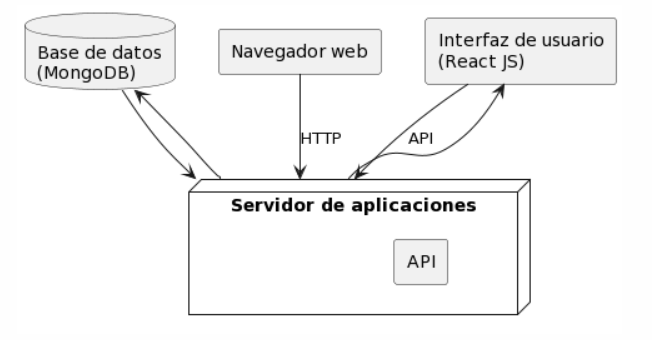 Base de datos
(MongoDB)
Navegador web
Interfaz de usuario
(React JS)
HTTP
API
Servidor de aplicaciones
API